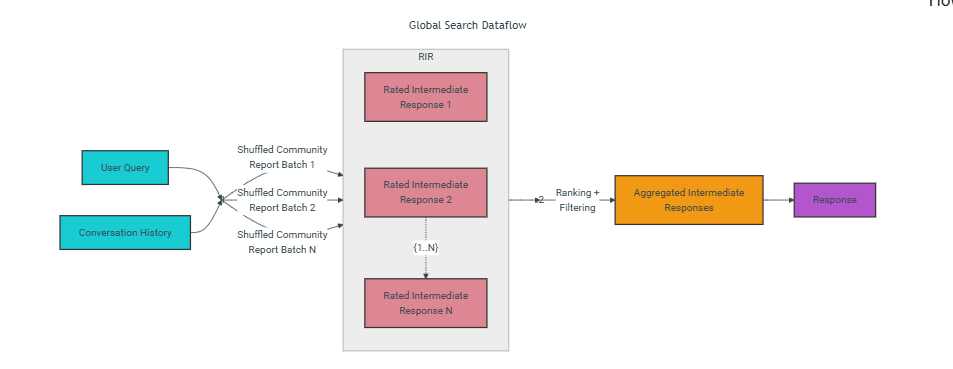 Global Search Dataflow
RIR
Rated Intermediate
Response 1
User Query
Conversation History
Shuffled Community
Report Batch 1
Shuffled Community
Report Batch 2
Shuffled Community
Report Batch N
Rated Intermediate
Response 2
{1..N}
Rated Intermediate
Response N
2
Ranking +
Filtering
Aggregated Intermediate
Responses
Response